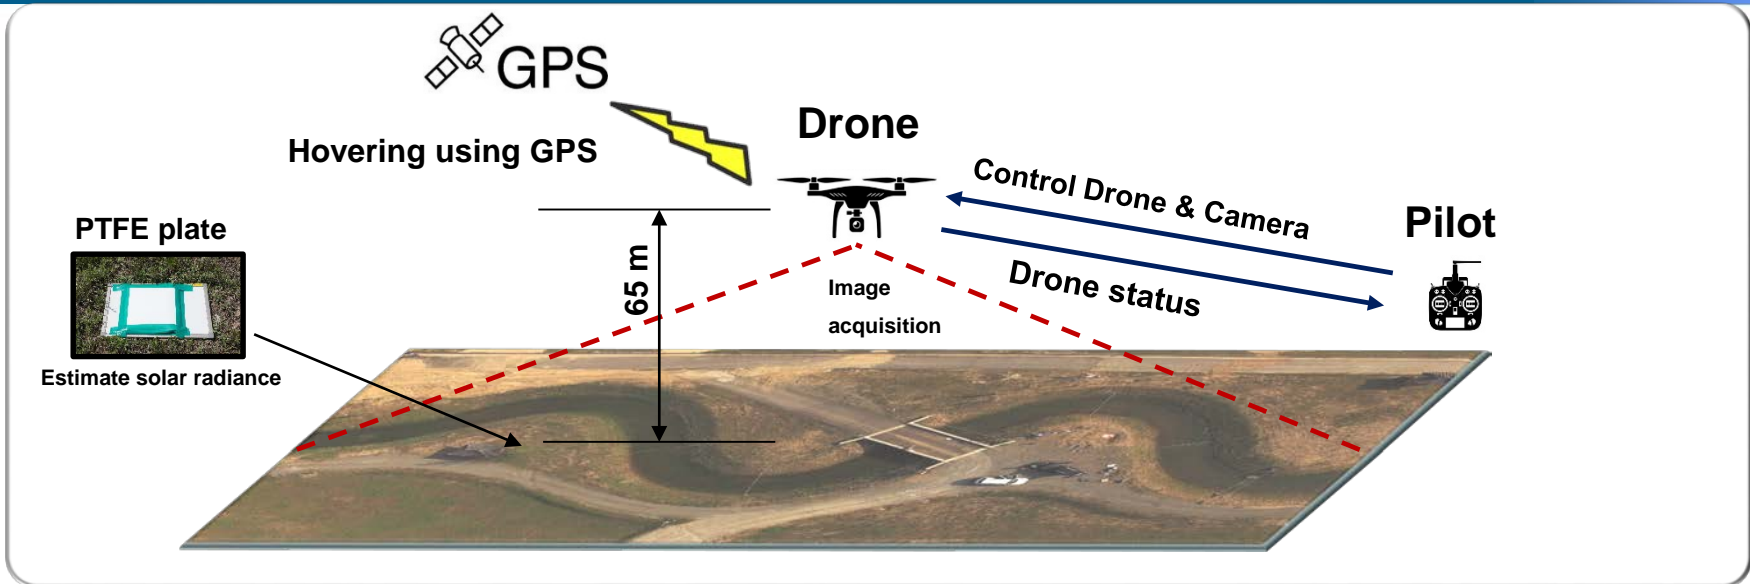 GPS
Hovering using GPS
Drone
Control Drone & Camera
Pilot
PTFE plate
65 m
Drone status
Image
acquisition
Estimate solar radiance